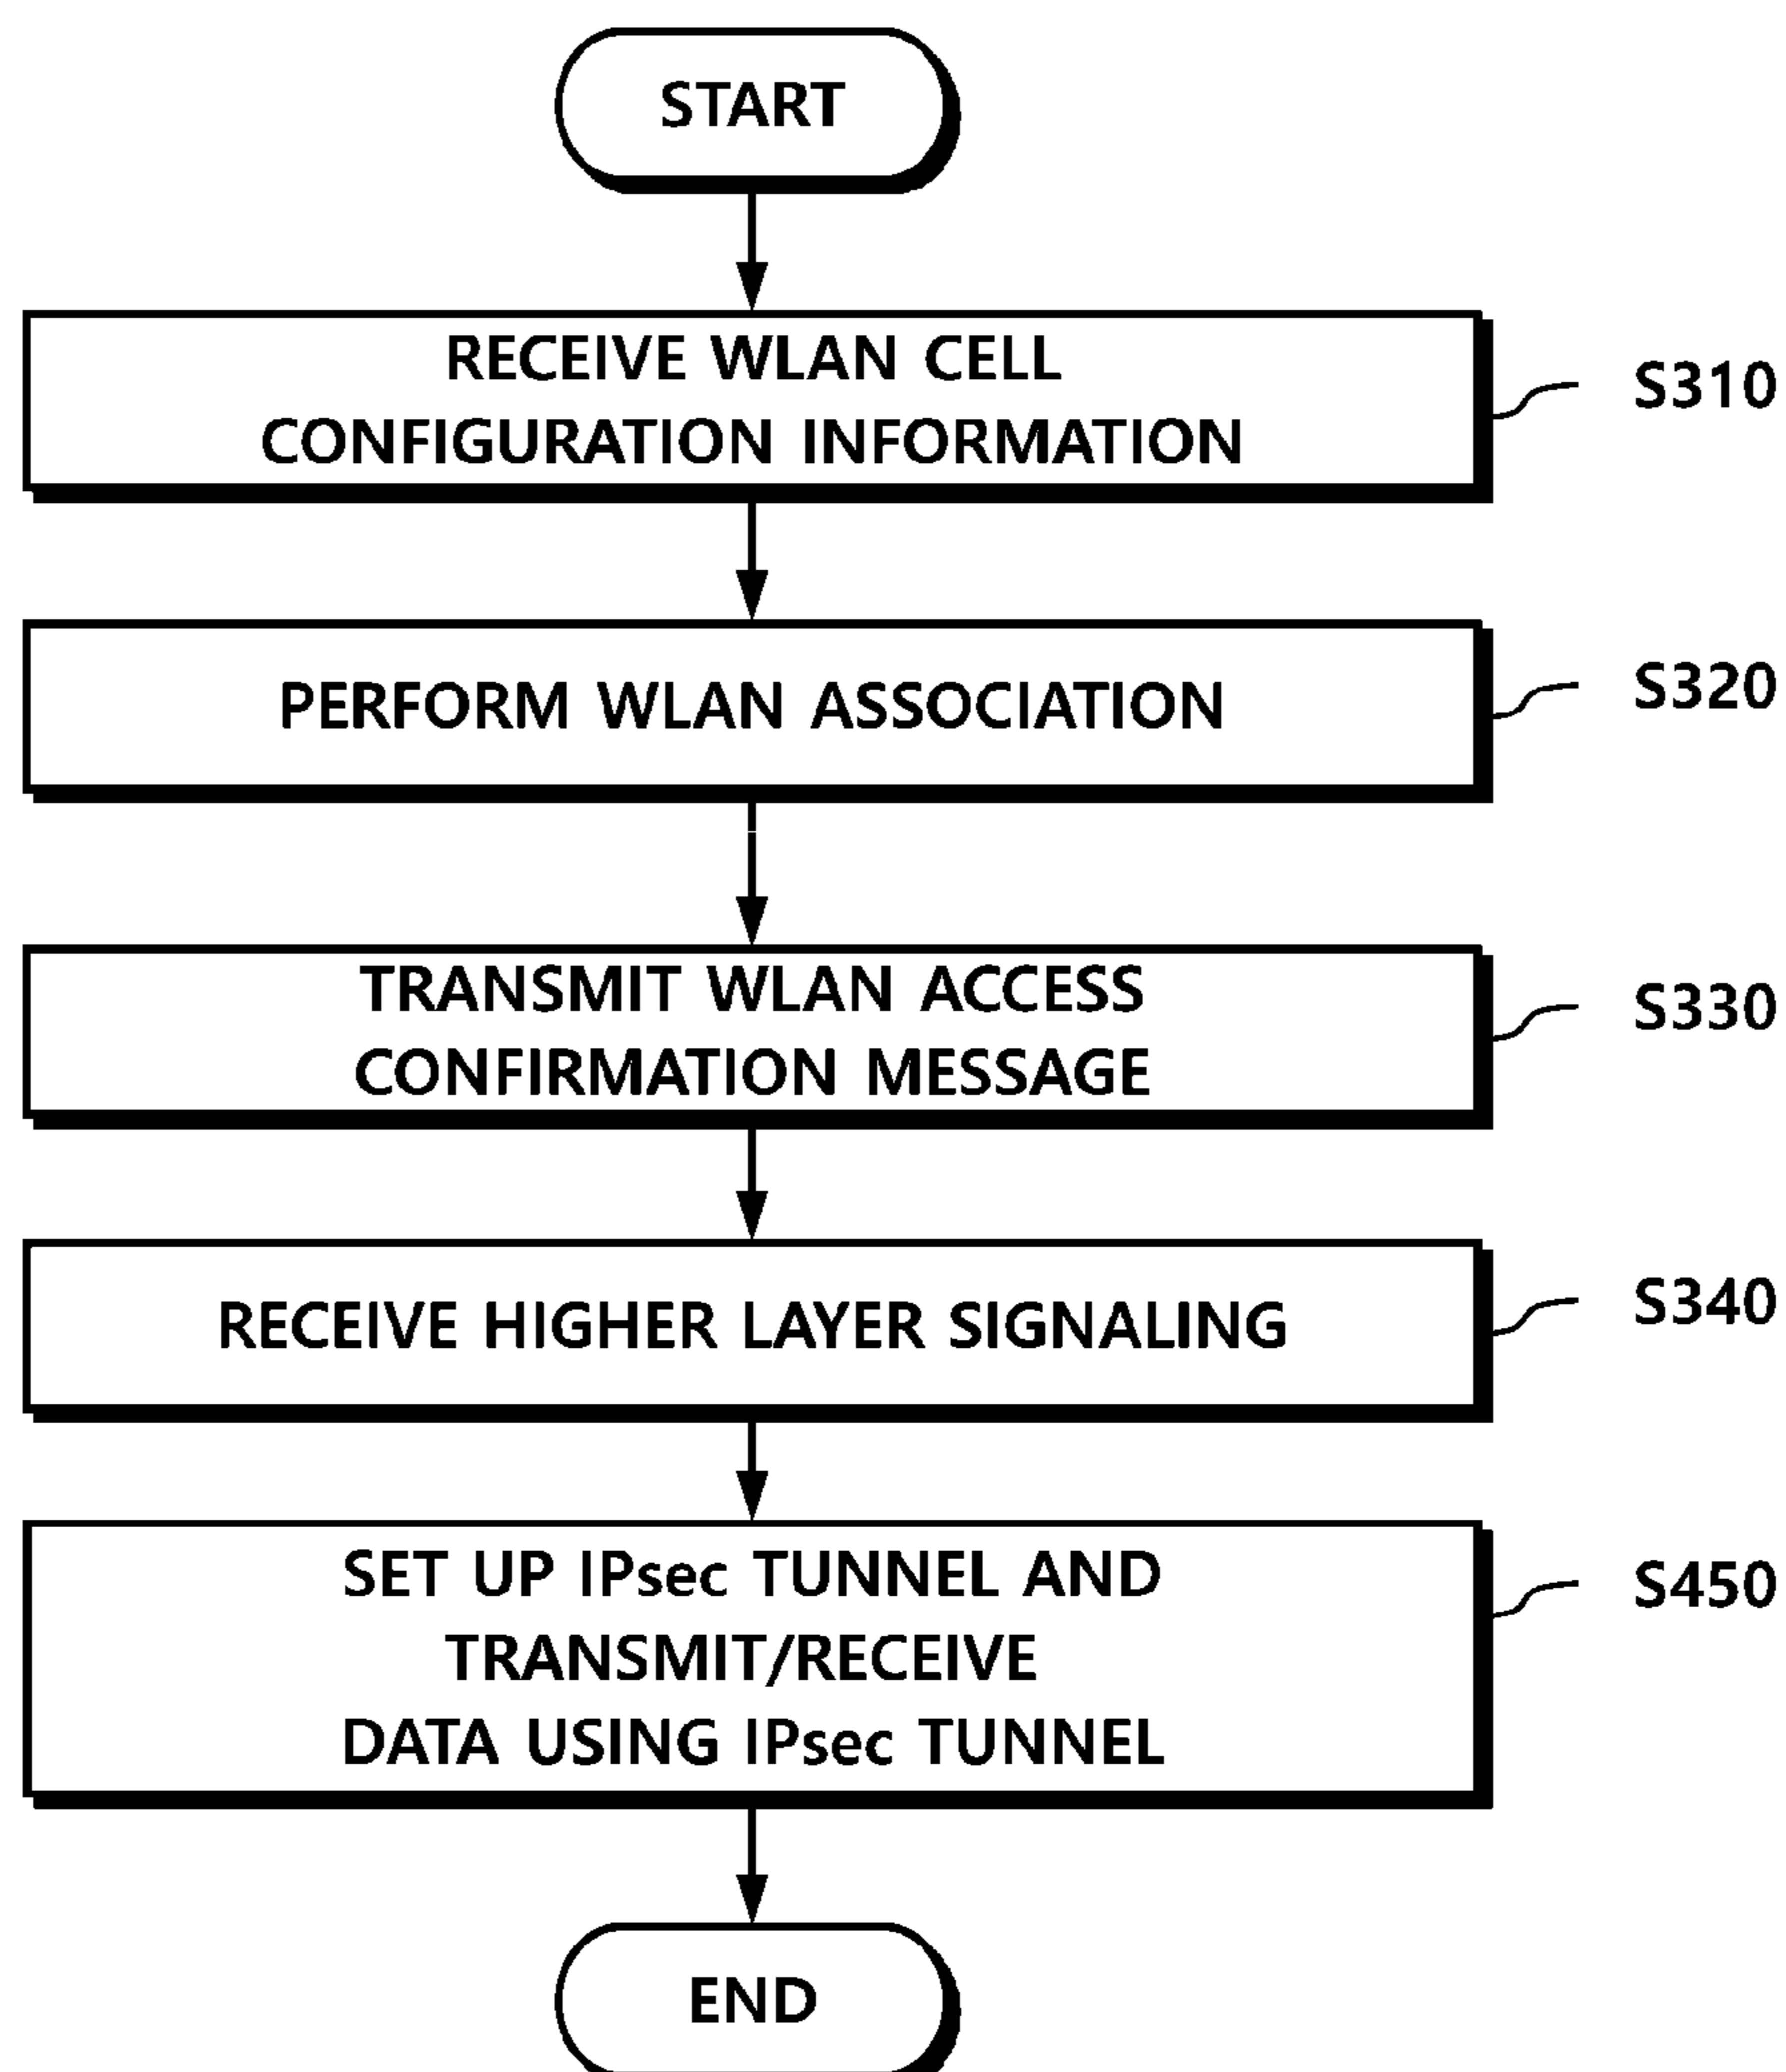 START
RECEIVE WLAN CELL
CONFIGURATION INFORMATION
S310
PERFORM WLAN ASSOCIATION
S320
TRANSMIT WLAN ACCESS
CONFIRMATION MESSAGE
S330
RECEIVE HIGHER LAYER SIGNALING
S340
SET UP IPsec TUNNEL AND
TRANSMIT/RECEIVE
DATA USING IPsec TUNNEL
S450
END